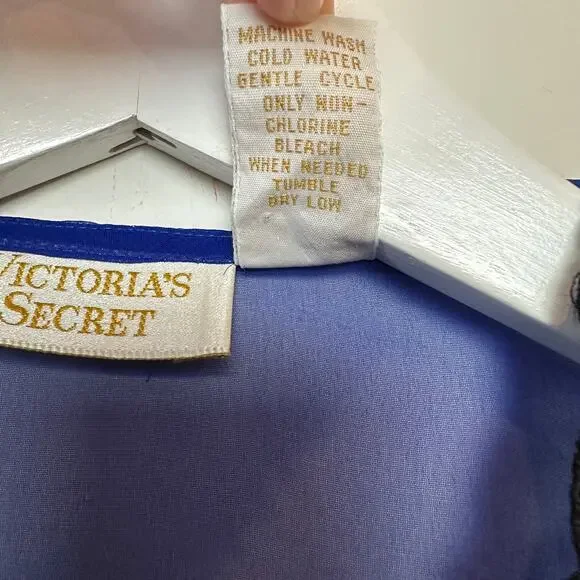 MACHINE WASH
COLD WATER
GENTLE CYCLE
ONLY NON-
CHLORINE
BLEACH
WHEN NEEDED
TUMBLE
DRY LOW
VICTORIA'S
SECRET